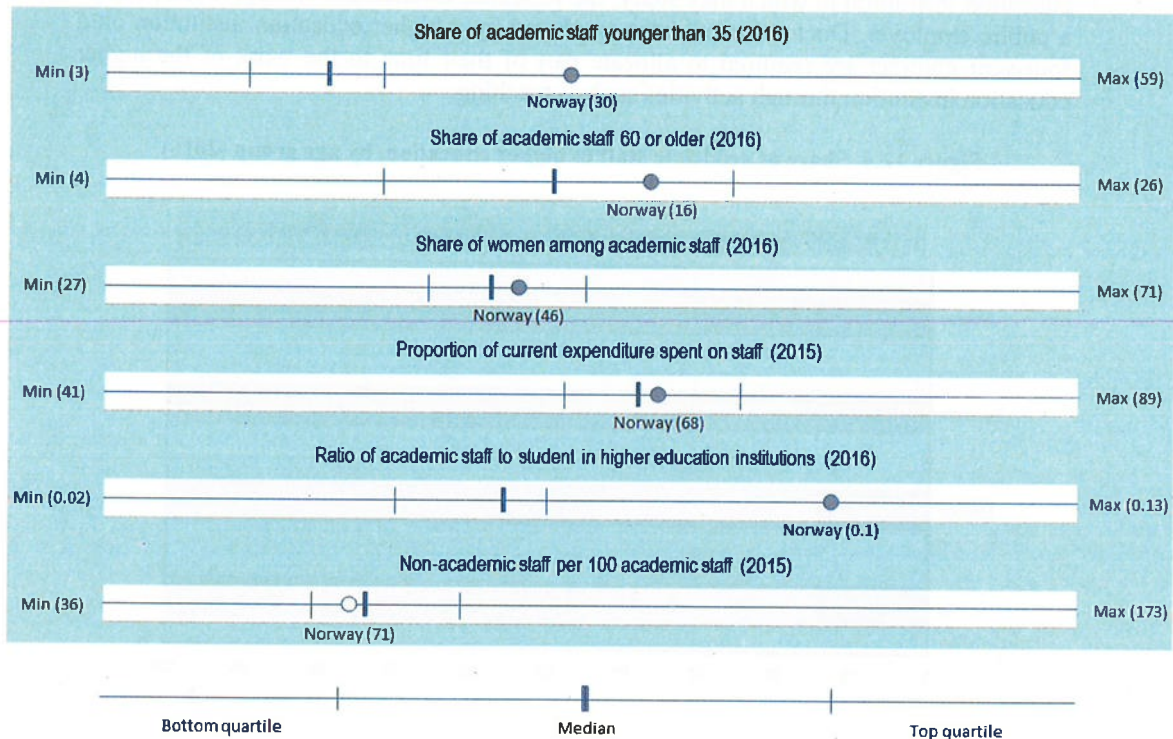 Share of academic staff younger than 35 (2016)
Min (3)
Max (59)
Norway (30)
Share of academic staff 60 or older (2016)
Min (4)
Max (26)
Norway (16)
Share of women among academic staff (2016)
Min (27)
Max (71)
Norway (46)
Proportion of current expenditure spent on staff (2015)
Min (41)
Max (89)
Norway (68)
Ratio of academic staff to student in higher education institutions (2016)
Min (0.02)
Max (0.13)
Norway (0.1)
Non-academic staff per 100 academic staff (2015)
Min (36)
Max (173)
Norway (71)
Bottom quartile
Median
Top quartile